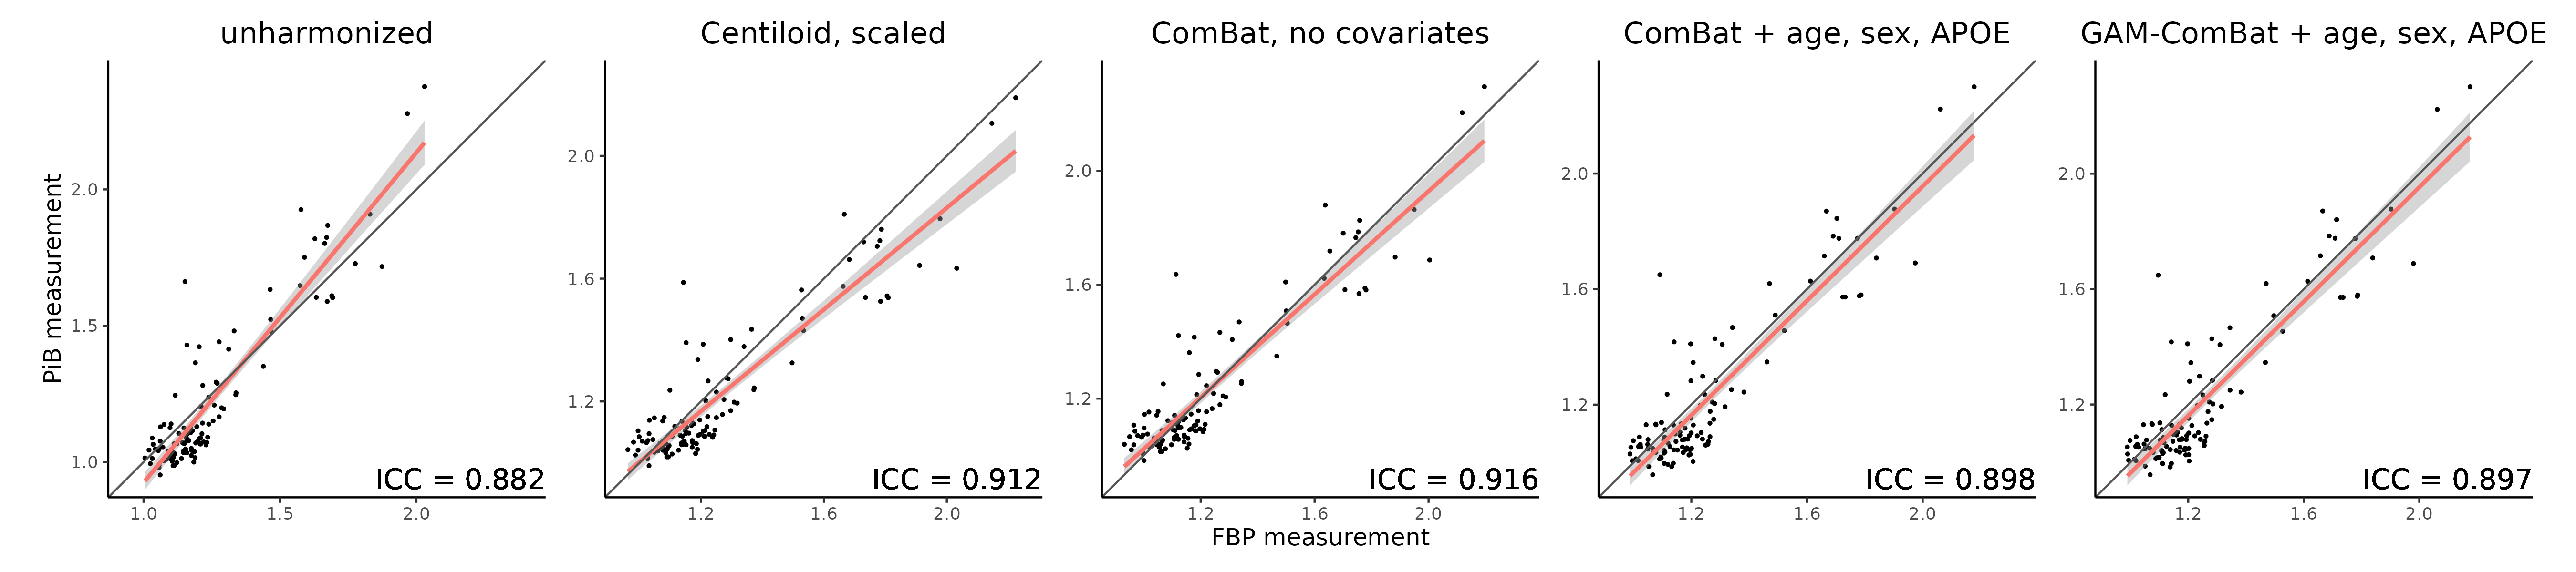 unharmonized
Centiloid, scaled
ComBat, no covariates
ComBat + age, sex, APOE
GAM-ComBat + age, sex, APOE
PiB measurement
2.0
1.5
1.0
ICC = 0.882
1.0 1.5 2.0
2.0
1.6
1.2
ICC = 0.912
1.2 1.6 2.0
2.0
1.6
1.2
ICC = 0.916
1.2 1.6 2.0
2.0
1.6
1.2
ICC = 0.898
1.2 1.6 2.0
2.0
1.6
1.2
ICC = 0.897
1.2 1.6 2.0
FBP measurement